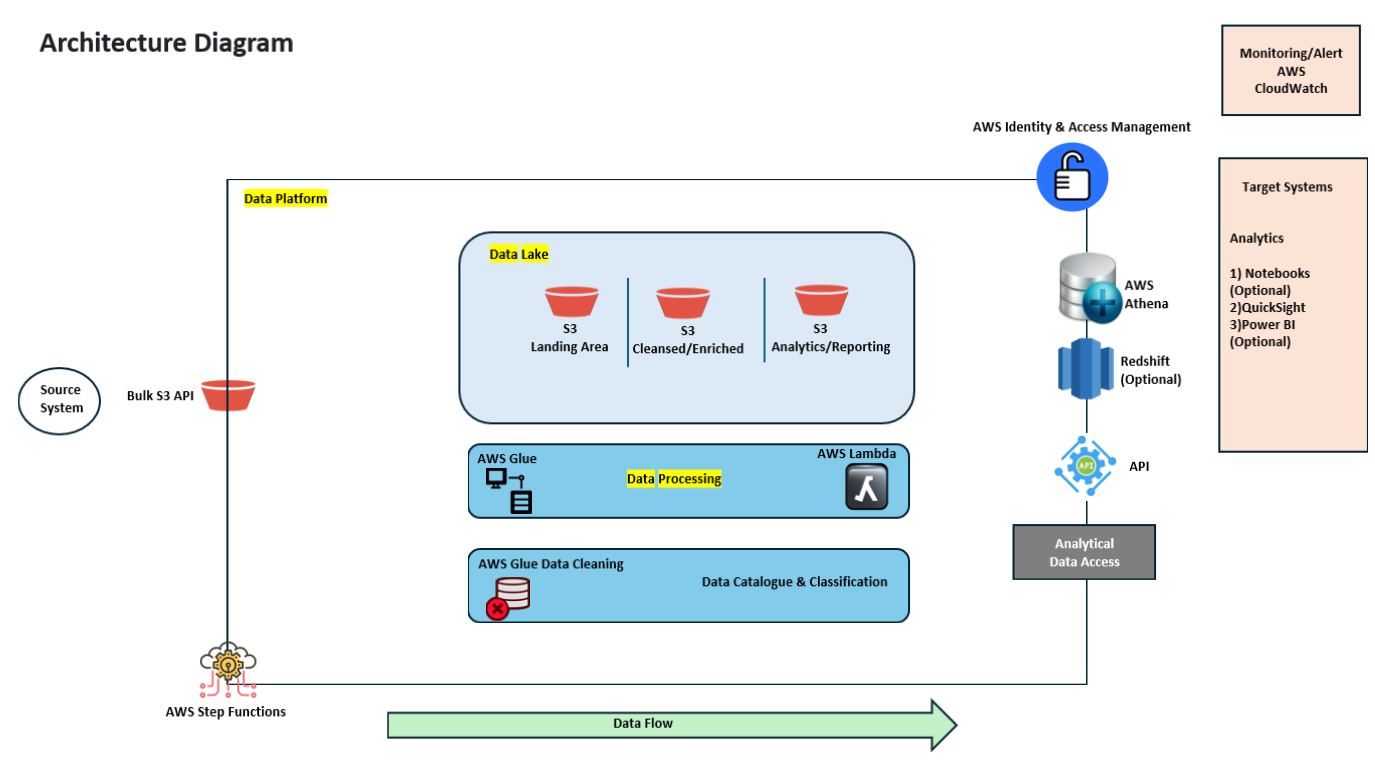 Architecture Diagram
Monitoring/Alert
AWS
CloudWatch
AWS Identity & Access Management
Data Platform
Target Systems
Analytics
1) Notebooks
(Optional)
2)QuickSight
3)Power BI
(Optional)
Data Lake
S3
Landing Area
S3
Cleansed/Enriched
S3
Analytics/Reporting
AWS
Athena
Redshift
(Optional)
Source
System
Bulk S3 API
AWS Glue
Data Processing
AWS Lambda
API
API
Analytical
Data Access
AWS Glue Data Cleaning
Data Catalogue & Classification
AWS Step Functions
Data Flow